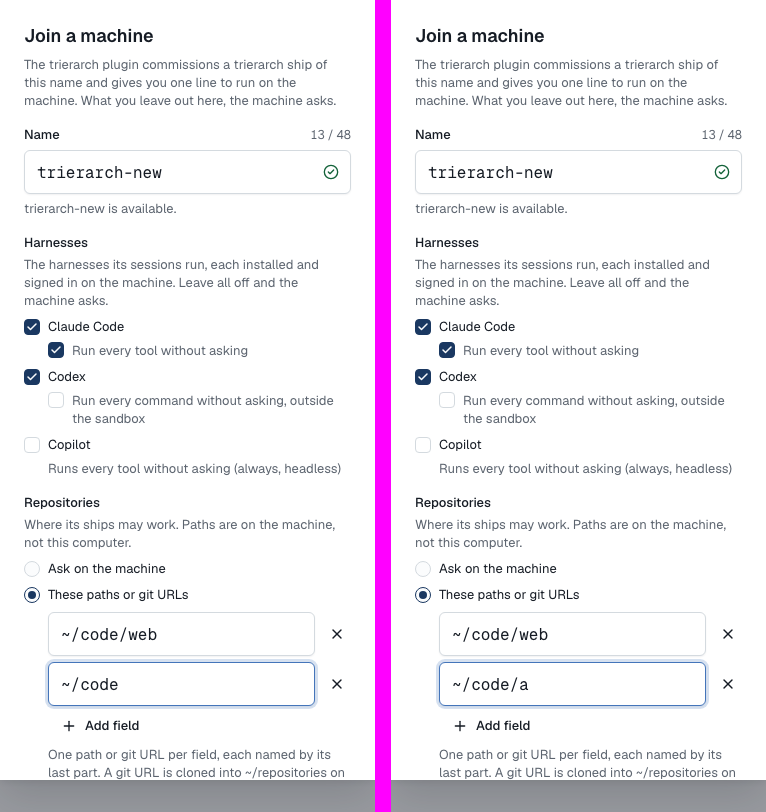 Join a machine
The trierarch plugin commissions a trierarch ship of
this name and gives you one line to run on the
machine. What you leave out here, the machine asks.
Name 13 / 48
trierarch-new
trierarch-new is available.
Harnesses
The harnesses its sessions run, each installed and
signed in on the machine. Leave all off and the
machine asks.
Claude Code
Run every tool without asking
Codex
Run every command without asking, outside
the sandbox
Copilot
Runs every tool without asking (always, headless)
Repositories
Where its ships may work. Paths are on the machine,
not this computer.
Ask on the machine
These paths or git URLs
~/code/web
~/code
Add field
One path or git URL per field, each named by its
last part. A git URL is cloned into ~/repositories on
Join a machine
The trierarch plugin commissions a trierarch ship of
this name and gives you one line to run on the
machine. What you leave out here, the machine asks.
Name 13 / 48
trierarch-new
trierarch-new is available.
Harnesses
The harnesses its sessions run, each installed and
signed in on the machine. Leave all off and the
machine asks.
Claude Code
Run every tool without asking
Codex
Run every command without asking, outside
the sandbox
Copilot
Runs every tool without asking (always, headless)
Repositories
Where its ships may work. Paths are on the machine,
not this computer.
Ask on the machine
These paths or git URLs
~/code/web
~/code/a
Add field
One path or git URL per field, each named by its
last part. A git URL is cloned into ~/repositories on